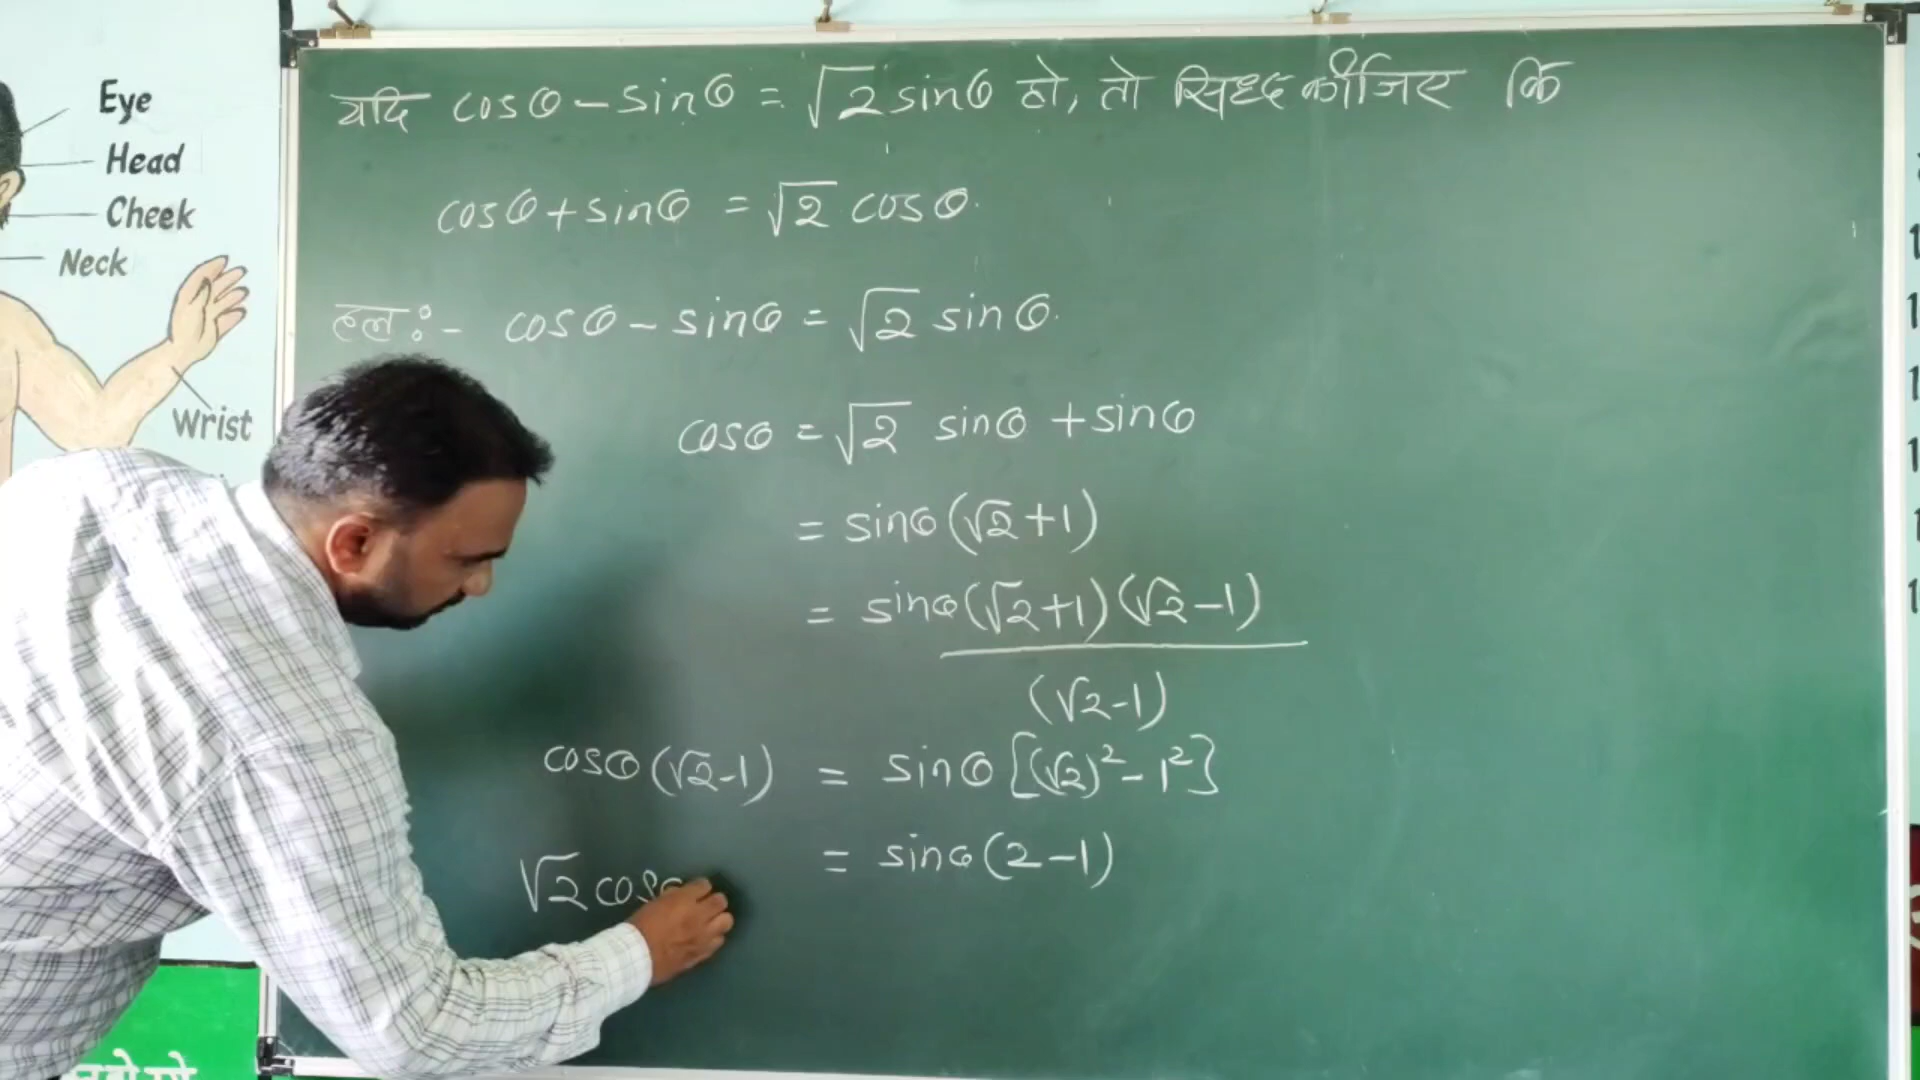 Eye
Head
Cheek
Neck
Wrist
यदि cosθ - sinθ = √2 sinθ हो, तो सिध्द कीजिए कि
cosθ + sinθ = √2 cosθ.
हल:- cosθ - sinθ = √2 sinθ.
cosθ = √2 sinθ + sinθ
= sinθ(√2+1)
= sinθ(√2+1)(√2-1)
(√2-1)
cosθ(√2-1) = sinθ[(√2)²-1²]
= sinθ(2-1)
√2 cosθ